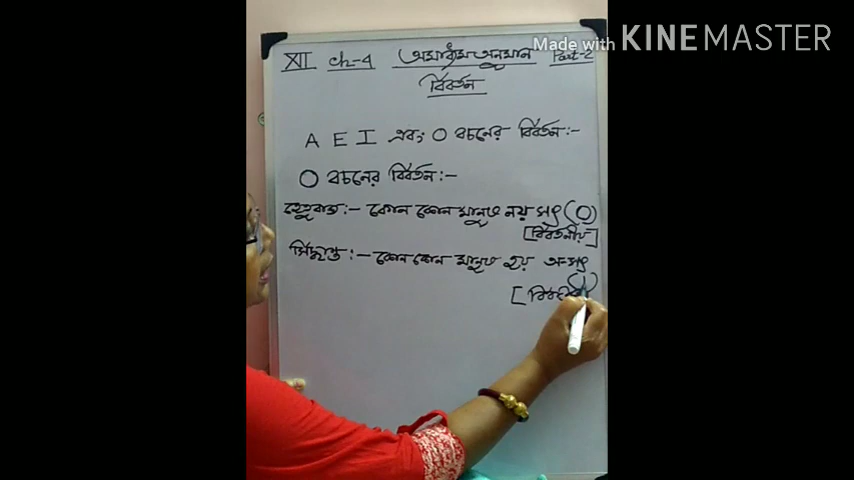 Made with KINEMASTER
XII ch-4 অমাধ্যম অনুমান Part-2
বিবর্তন
A E I এবং O বচনের বিবর্তন:-
O বচনের বিবর্তন:-
হেতুবাক্য:- কোন কোন মানুষ নয় সৎ (O)
[বিবর্তনীয়]
সিদ্ধান্ত:- কোন কোন মানুষ হয় অ-সৎ
(I)